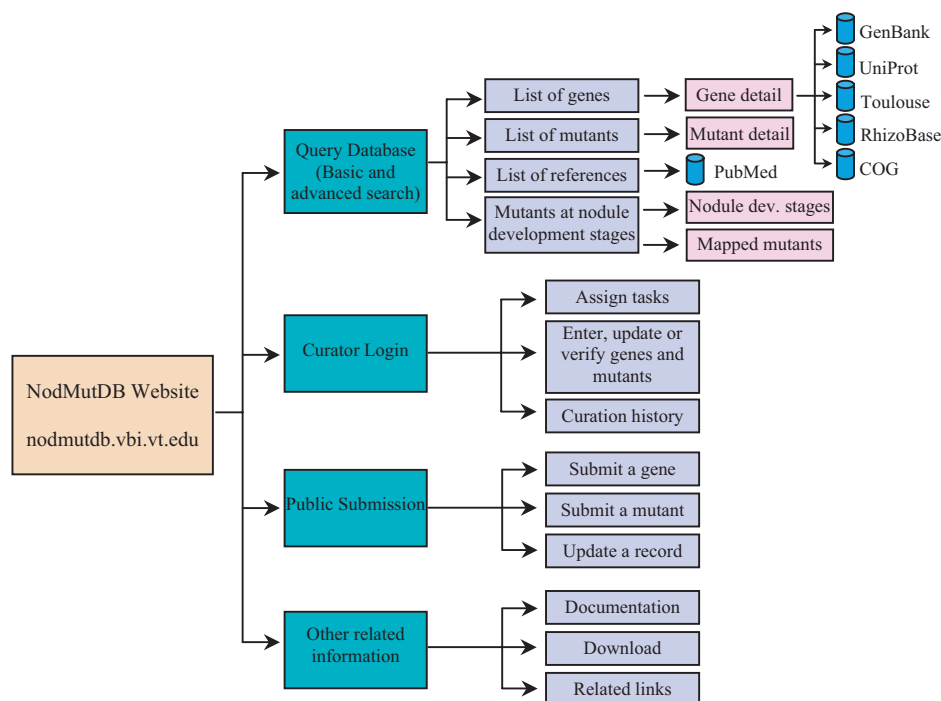 NodMutDB Website
nodmutdb.vbi.vt.edu
Query Database
(Basic and
advanced search)
List of genes
Gene detail
GenBank
UniProt
Toulouse
RhizoBase
COG
List of mutants
Mutant detail
List of references
PubMed
Mutants at nodule
development stages
Nodule dev. stages
Mapped mutants
Curator Login
Assign tasks
Enter, update or
verify genes and
mutants
Curation history
Public Submission
Submit a gene
Submit a mutant
Update a record
Other related
information
Documentation
Download
Related links